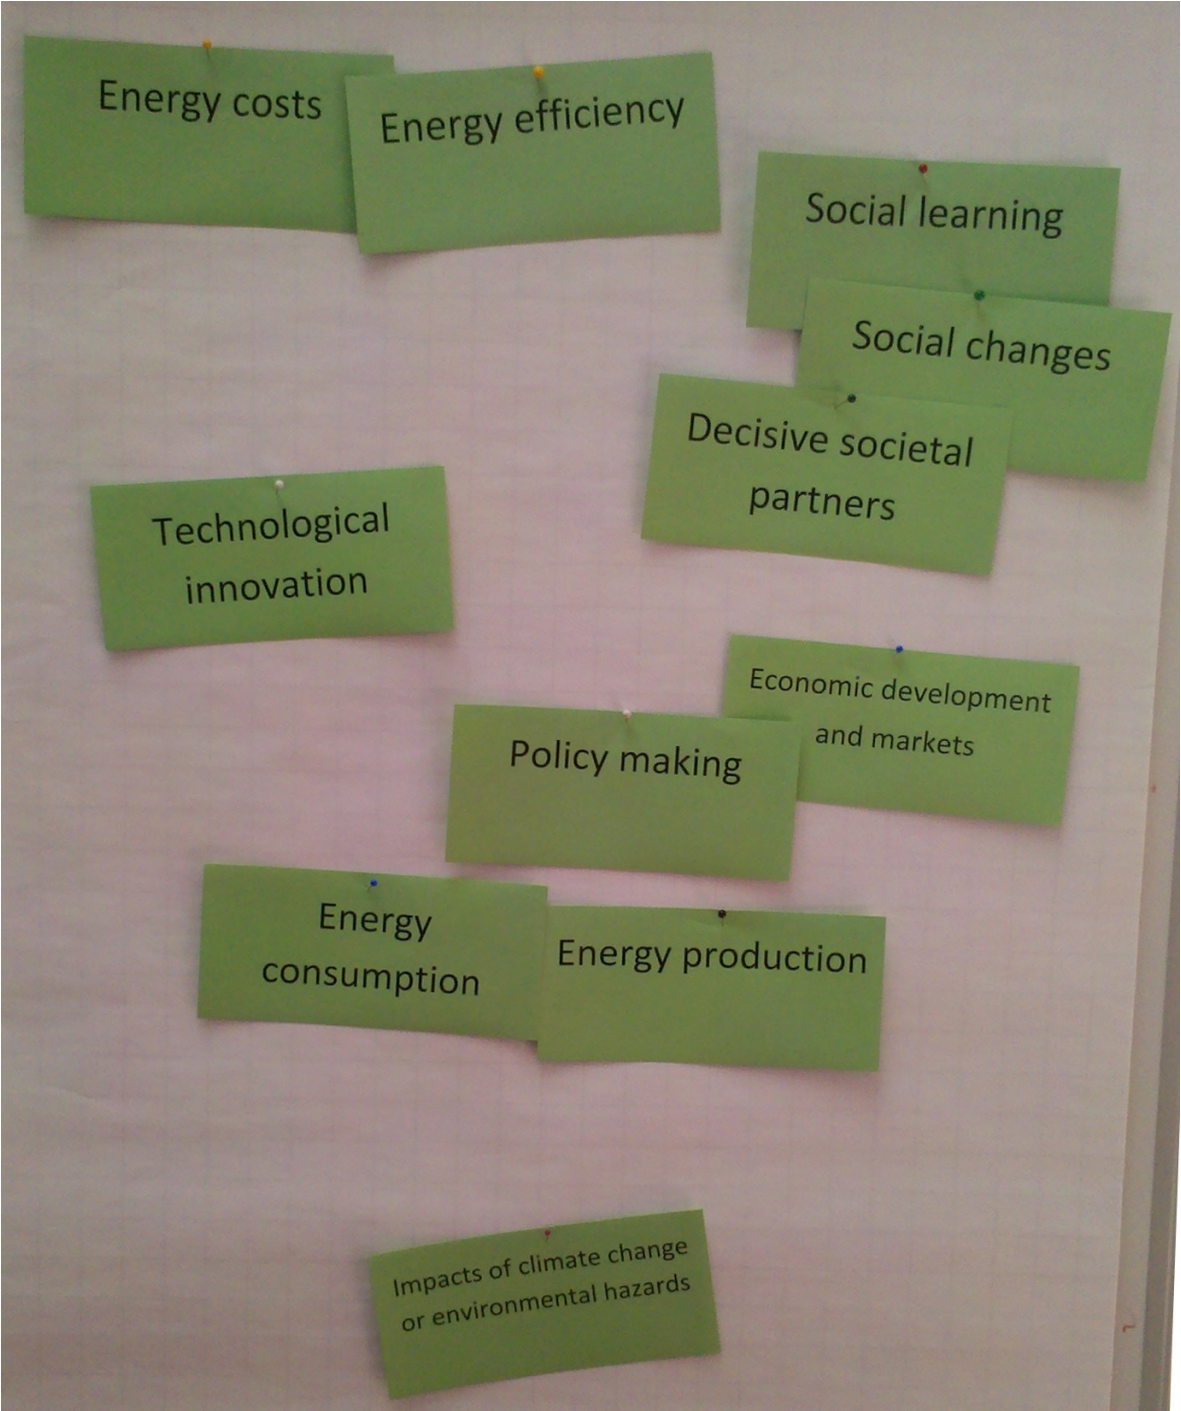 Energy costs
Energy efficiency
Social learning
Social changes
Decisive societal
partners
Technological
innovation
Economic development
and markets
Policy making
Energy
consumption
Energy production
Impacts of climate change
or environmental hazards